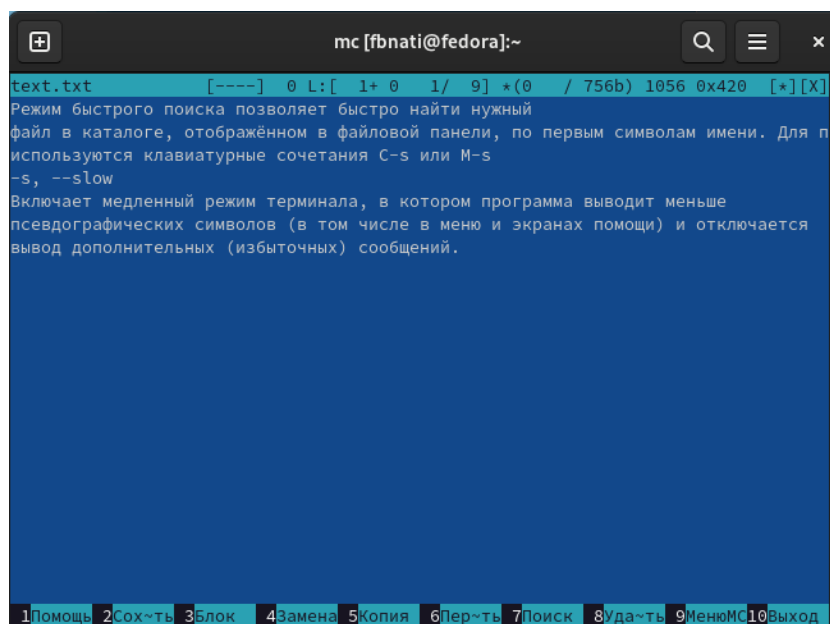 mc [fbnati@fedora]:~
×
text.txt [----] 0 L:[ 1+ 0 1/ 9] *(0 / 756b) 1056 0x420 [*][X]
Режим быстрого поиска позволяет быстро найти нужный
файл в каталоге, отображённом в файловой панели, по первым символам имени. Для п
используются клавиатурные сочетания C-s или M-s
-s, --slow
Включает медленный режим терминала, в котором программа выводит меньше
псевдографических символов (в том числе в меню и экранах помощи) и отключается
вывод дополнительных (избыточных) сообщений.
1Помощь 2Сох~ть 3Блок 4Замена 5Копия 6Пер~ть 7Поиск 8Уда~ть 9МенюMC10Выход